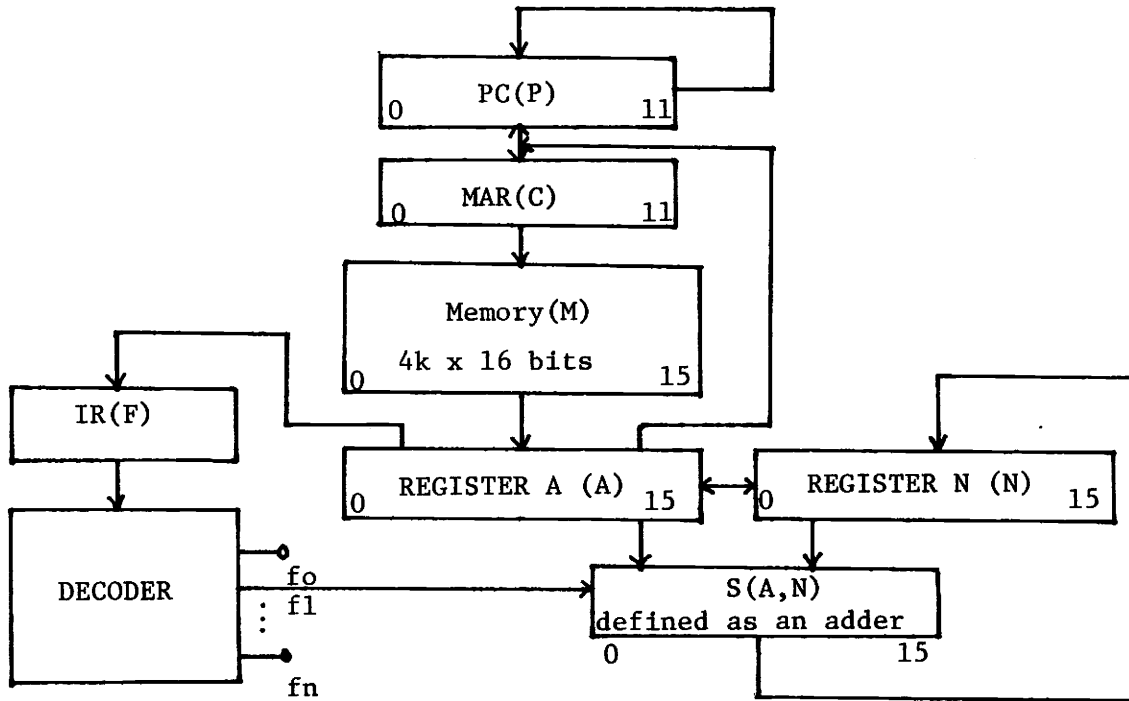 PC(P)
0 11
MAR(C)
0 11
Memory(M)
4k x 16 bits
0 15
IR(F)
REGISTER A (A)
0 15
REGISTER N (N)
0 15
DECODER
fo
f1
⋮
fn
S(A,N)
defined as an adder
0 15